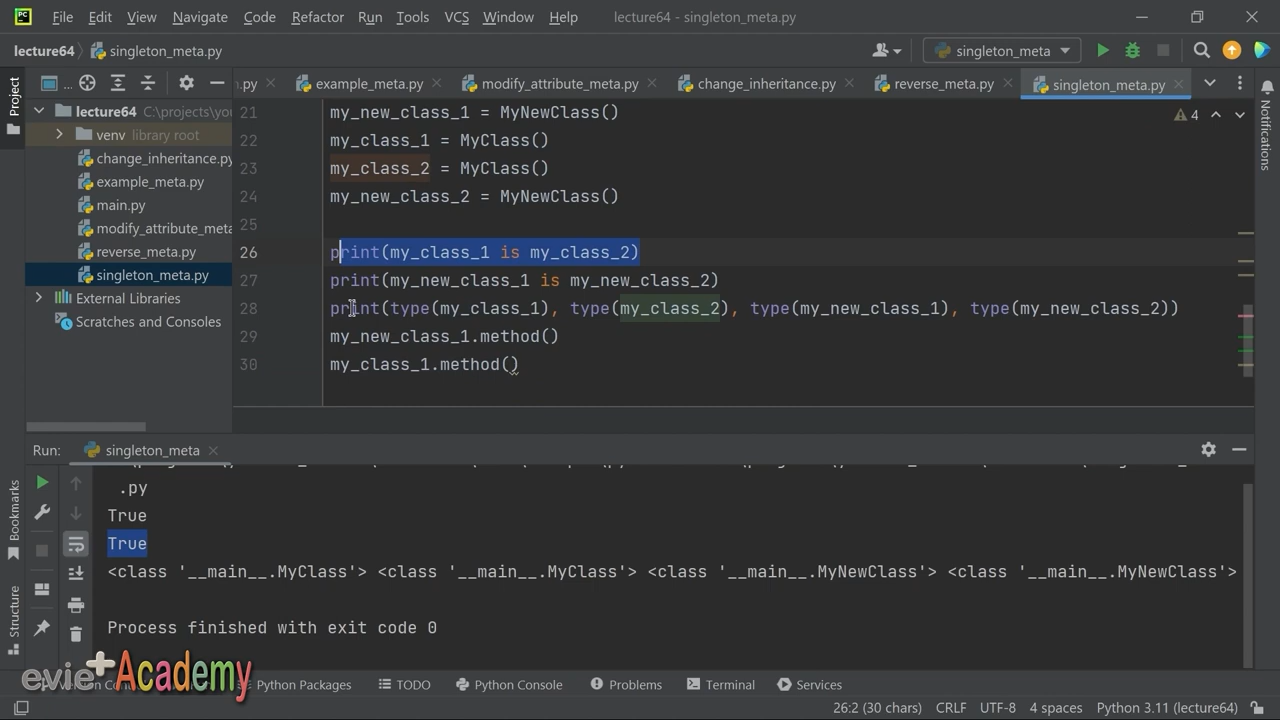 PC File Edit View Navigate Code Refactor Run Tools VCS Window Help lecture64 - singleton_meta.py
lecture64 singleton_meta.py singleton_meta
Project
... .py example_meta.py modify_attribute_meta.py change_inheritance.py reverse_meta.py singleton_meta.py
Notifications
lecture64 C:\projects\you
venv library root
change_inheritance.py
example_meta.py
main.py
modify_attribute_meta
reverse_meta.py
singleton_meta.py
External Libraries
Scratches and Consoles
4
21 my_new_class_1 = MyNewClass()
22 my_class_1 = MyClass()
23 my_class_2 = MyClass()
24 my_new_class_2 = MyNewClass()
25
26 print(my_class_1 is my_class_2)
27 print(my_new_class_1 is my_new_class_2)
28 print(type(my_class_1), type(my_class_2), type(my_new_class_1), type(my_new_class_2))
29 my_new_class_1.method()
30 my_class_1.method()
Run: singleton_meta
.py
True
True
<class '__main__.MyClass'> <class '__main__.MyClass'> <class '__main__.MyNewClass'> <class '__main__.MyNewClass'>
Process finished with exit code 0
Bookmarks
Structure
evie+Academy
Python Packages TODO Python Console Problems Terminal Services
26:2 (30 chars) CRLF UTF-8 4 spaces Python 3.11 (lecture64)